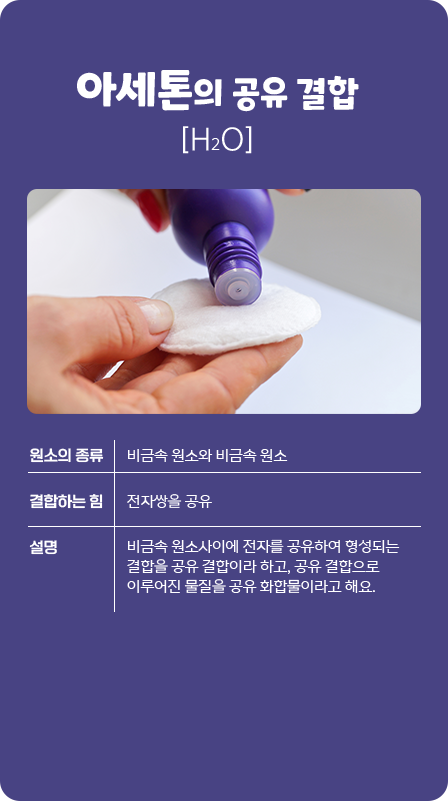 아세톤의 공유 결합
[H₂O]
원소의 종류 비금속 원소와 비금속 원소
결합하는 힘 전자쌍을 공유
설명 비금속 원소사이에 전자를 공유하여 형성되는
결합을 공유 결합이라 하고, 공유 결합으로
이루어진 물질을 공유 화합물이라고 해요.